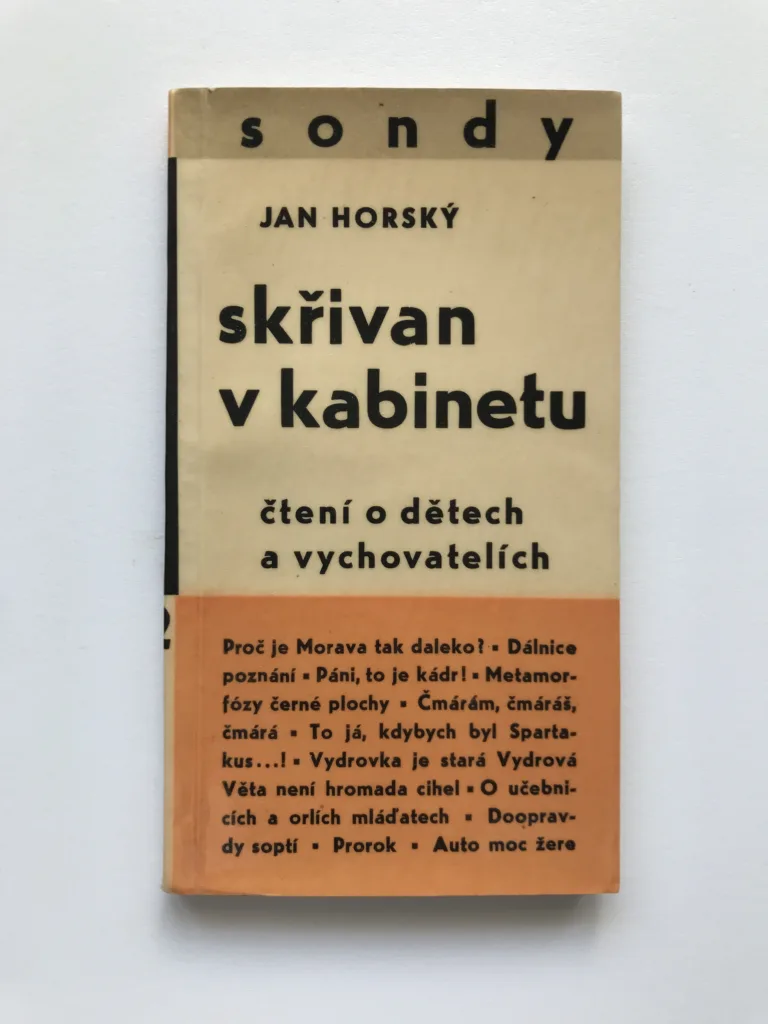 sondy
JAN HORSKÝ
skřivan
v kabinetu
čtení o dětech
a vychovatelích
Proč je Morava tak daleko? ▪ Dálnice
poznání ▪ Páni, to je kádr! ▪ Metamor-
fózy černé plochy ▪ Čmárám, čmáráš,
čmárá ▪ To já, kdybych byl Sparta-
kus...! ▪ Vydrovka je stará Vydrová
Věta není hromada cihel ▪ O učebni-
cích a orlích mláďatech ▪ Dooprav-
dy soptí ▪ Prorok ▪ Auto moc žere